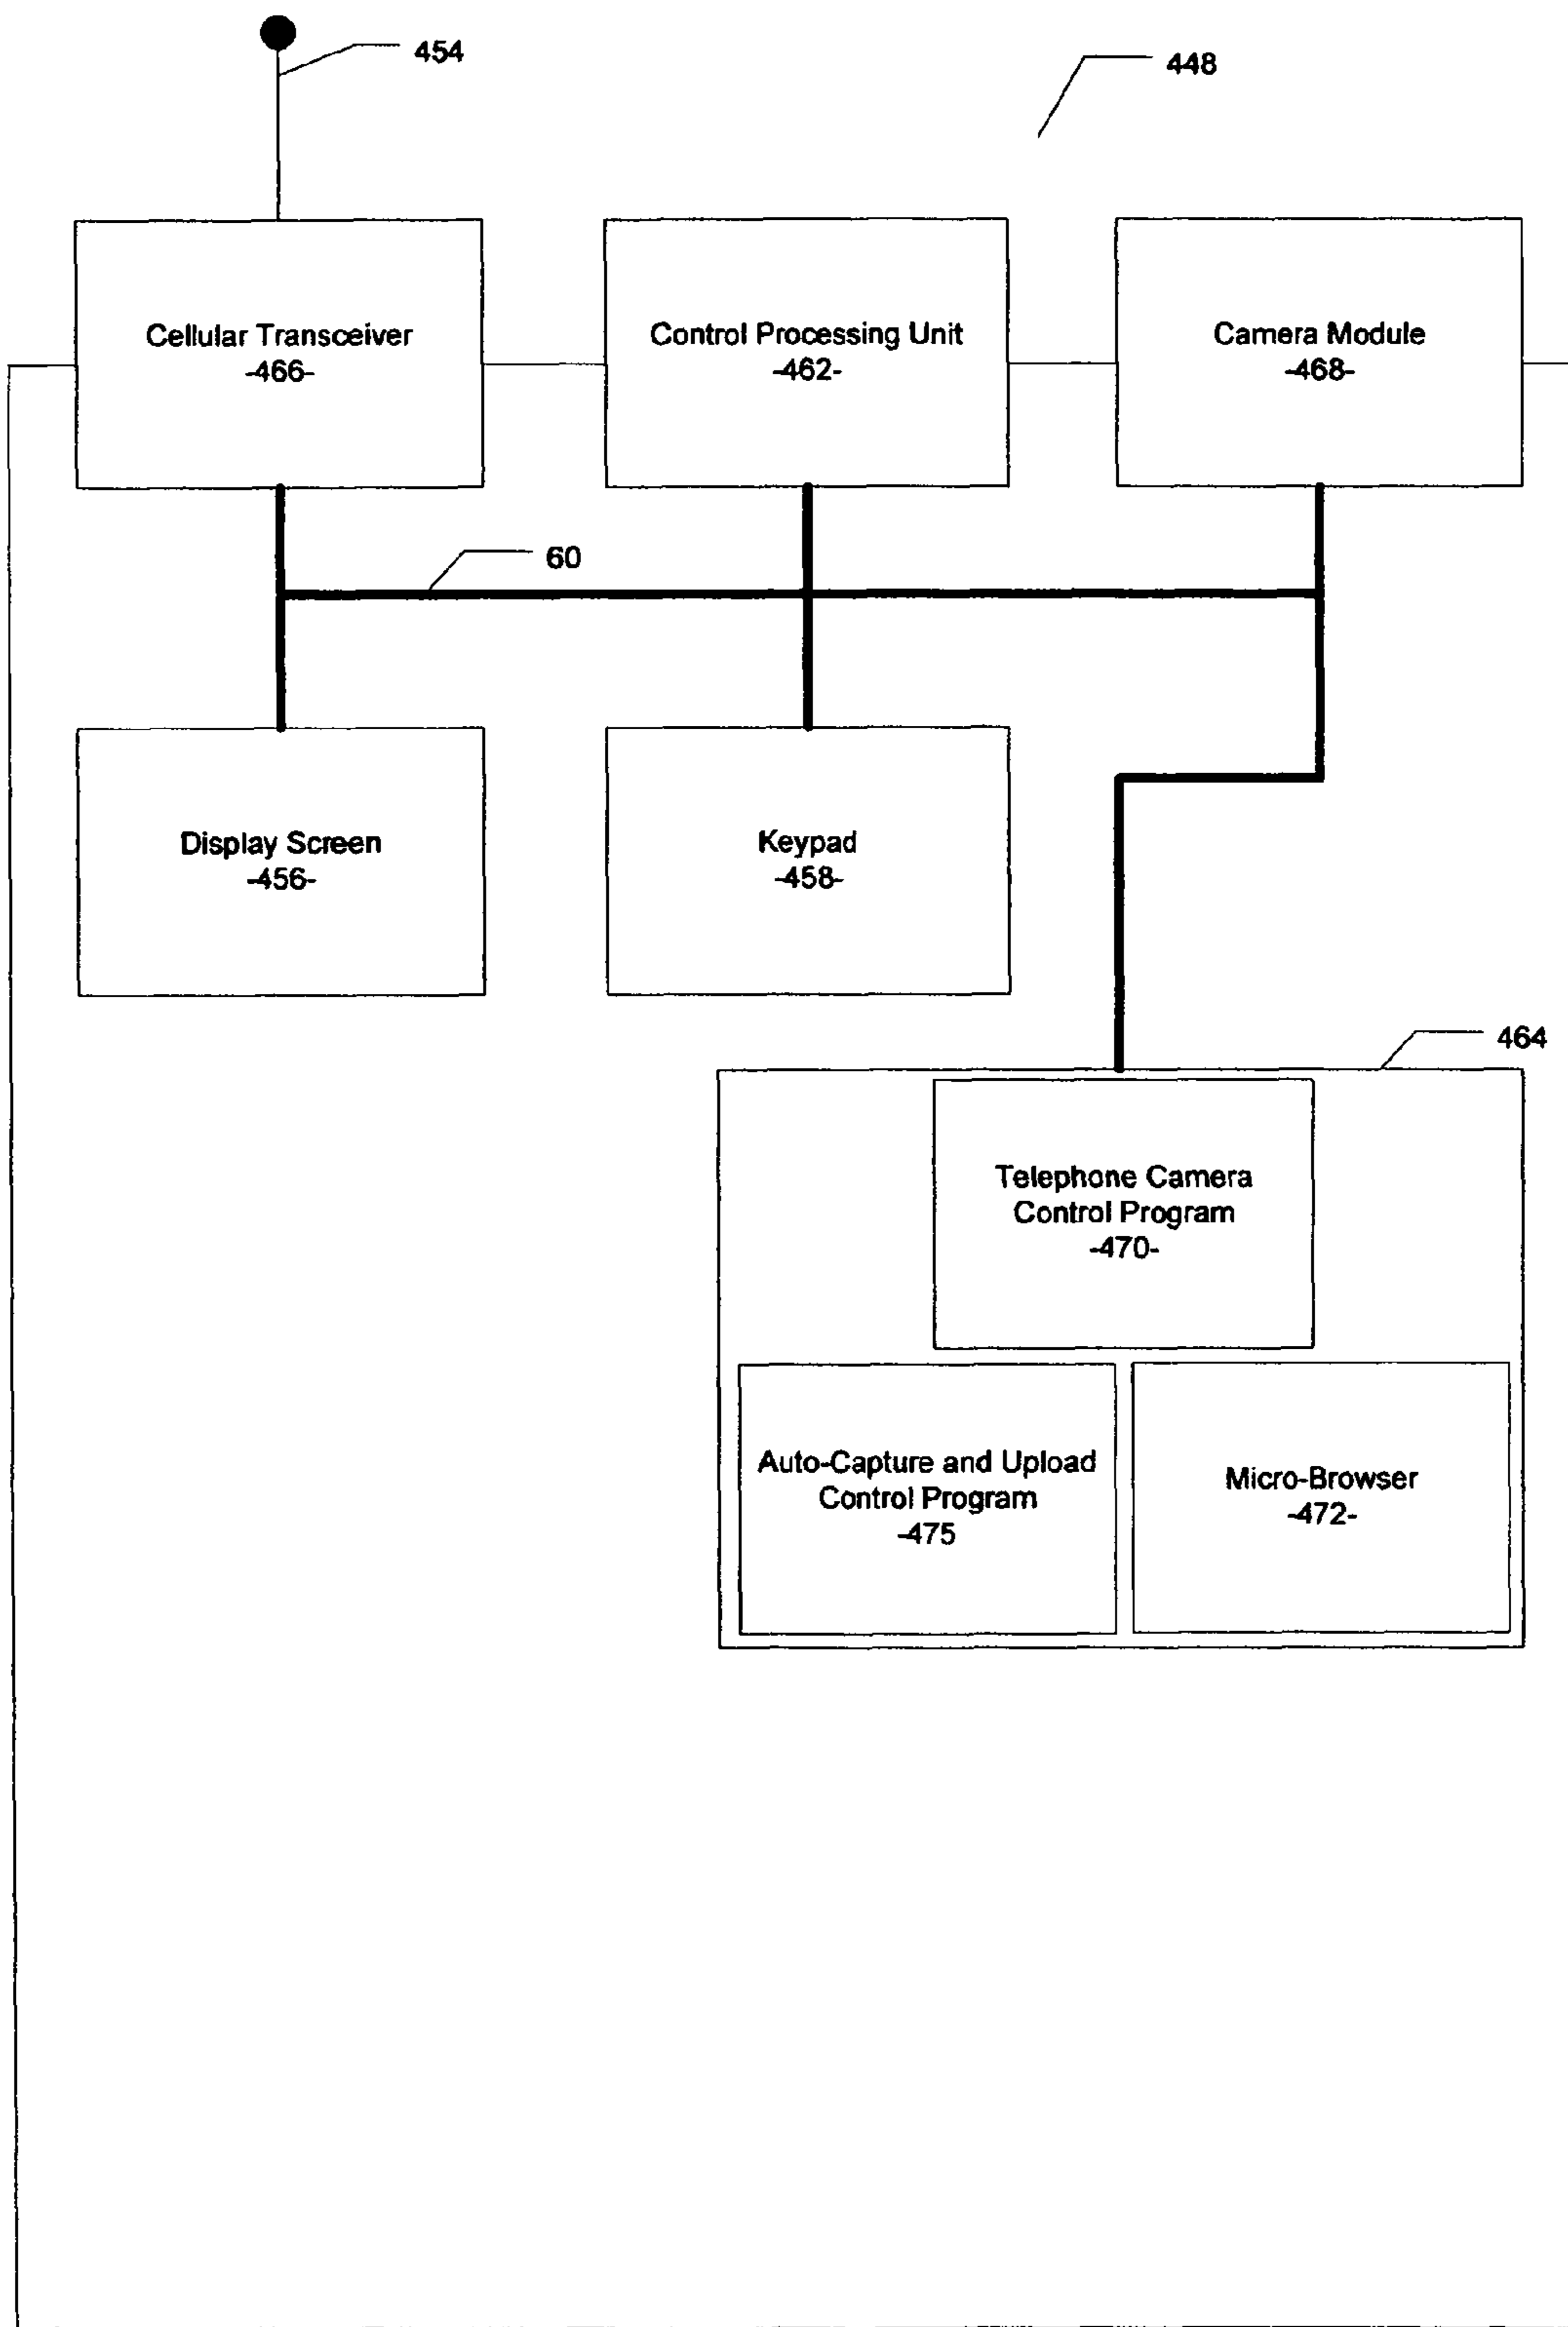 454
448
Cellular Transceiver
-466-
Control Processing Unit
-462-
Camera Module
-468-
60
Display Screen
-456-
Keypad
-458-
464
Telephone Camera
Control Program
-470-
Auto-Capture and Upload
Control Program
-475
Micro-Browser
-472-